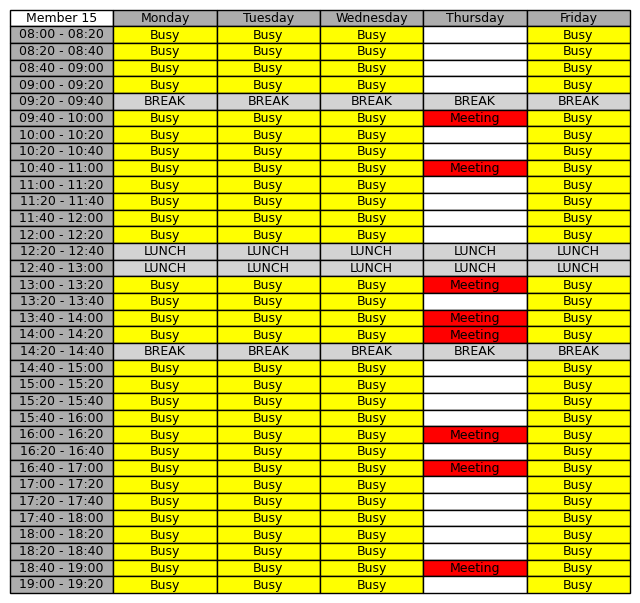 Member 15 Monday Tuesday Wednesday Thursday Friday
08:00 - 08:20 Busy Busy Busy Busy
08:20 - 08:40 Busy Busy Busy Busy
08:40 - 09:00 Busy Busy Busy Busy
09:00 - 09:20 Busy Busy Busy Busy
09:20 - 09:40 BREAK BREAK BREAK BREAK BREAK
09:40 - 10:00 Busy Busy Busy Meeting Busy
10:00 - 10:20 Busy Busy Busy Busy
10:20 - 10:40 Busy Busy Busy Busy
10:40 - 11:00 Busy Busy Busy Meeting Busy
11:00 - 11:20 Busy Busy Busy Busy
11:20 - 11:40 Busy Busy Busy Busy
11:40 - 12:00 Busy Busy Busy Busy
12:00 - 12:20 Busy Busy Busy Busy
12:20 - 12:40 LUNCH LUNCH LUNCH LUNCH LUNCH
12:40 - 13:00 LUNCH LUNCH LUNCH LUNCH LUNCH
13:00 - 13:20 Busy Busy Busy Meeting Busy
13:20 - 13:40 Busy Busy Busy Busy
13:40 - 14:00 Busy Busy Busy Meeting Busy
14:00 - 14:20 Busy Busy Busy Meeting Busy
14:20 - 14:40 BREAK BREAK BREAK BREAK BREAK
14:40 - 15:00 Busy Busy Busy Busy
15:00 - 15:20 Busy Busy Busy Busy
15:20 - 15:40 Busy Busy Busy Busy
15:40 - 16:00 Busy Busy Busy Busy
16:00 - 16:20 Busy Busy Busy Meeting Busy
16:20 - 16:40 Busy Busy Busy Busy
16:40 - 17:00 Busy Busy Busy Meeting Busy
17:00 - 17:20 Busy Busy Busy Busy
17:20 - 17:40 Busy Busy Busy Busy
17:40 - 18:00 Busy Busy Busy Busy
18:00 - 18:20 Busy Busy Busy Busy
18:20 - 18:40 Busy Busy Busy Busy
18:40 - 19:00 Busy Busy Busy Meeting Busy
19:00 - 19:20 Busy Busy Busy Busy